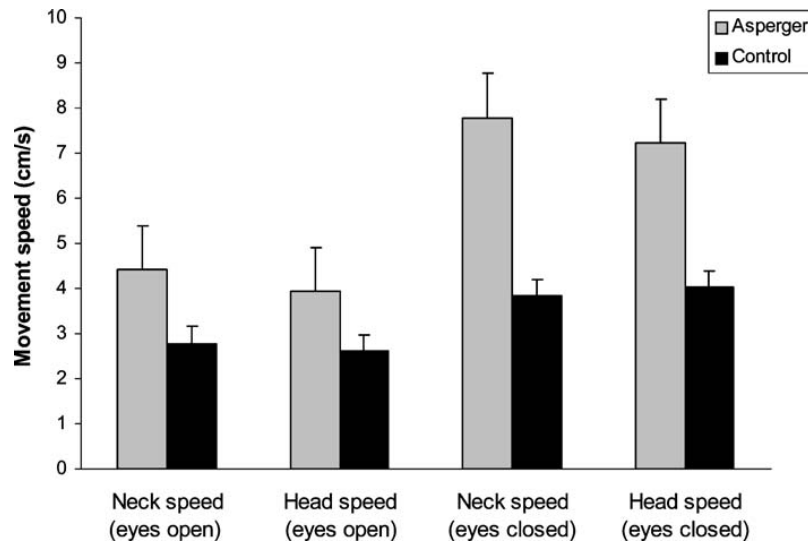 10
9
8
7
6
5
4
3
2
1
0
Movement speed (cm/s)
Asperger
Control
Neck speed
(eyes open)
Head speed
(eyes open)
Neck speed
(eyes closed)
Head speed
(eyes closed)